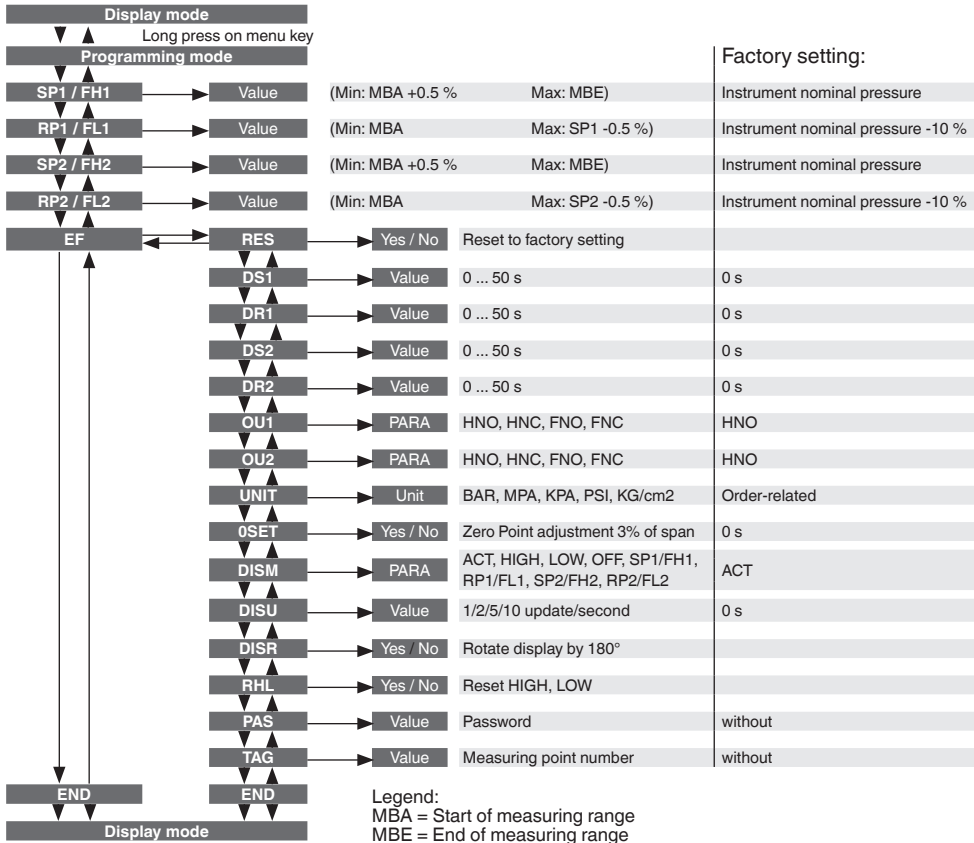 Display mode
Long press on menu key
Programming mode
Factory setting:
SP1 / FH1 Value (Min: MBA +0.5 % Max: MBE) Instrument nominal pressure
RP1 / FL1 Value (Min: MBA Max: SP1 -0.5 %) Instrument nominal pressure -10 %
SP2 / FH2 Value (Min: MBA +0.5 % Max: MBE) Instrument nominal pressure
RP2 / FL2 Value (Min: MBA Max: SP2 -0.5 %) Instrument nominal pressure -10 %
EF RES Yes / No Reset to factory setting
DS1 Value 0 ... 50 s 0 s
DR1 Value 0 ... 50 s 0 s
DS2 Value 0 ... 50 s 0 s
DR2 Value 0 ... 50 s 0 s
OU1 PARA HNO, HNC, FNO, FNC HNO
OU2 PARA HNO, HNC, FNO, FNC HNO
UNIT Unit BAR, MPA, KPA, PSI, KG/cm2 Order-related
0SET Yes / No Zero Point adjustment 3% of span 0 s
DISM PARA ACT, HIGH, LOW, OFF, SP1/FH1,
RP1/FL1, SP2/FH2, RP2/FL2 ACT
DISU Value 1/2/5/10 update/second 0 s
DISR Yes / No Rotate display by 180°
RHL Yes / No Reset HIGH, LOW
PAS Value Password without
TAG Value Measuring point number without
END END
Display mode
Legend:
MBA = Start of measuring range
MBE = End of measuring range